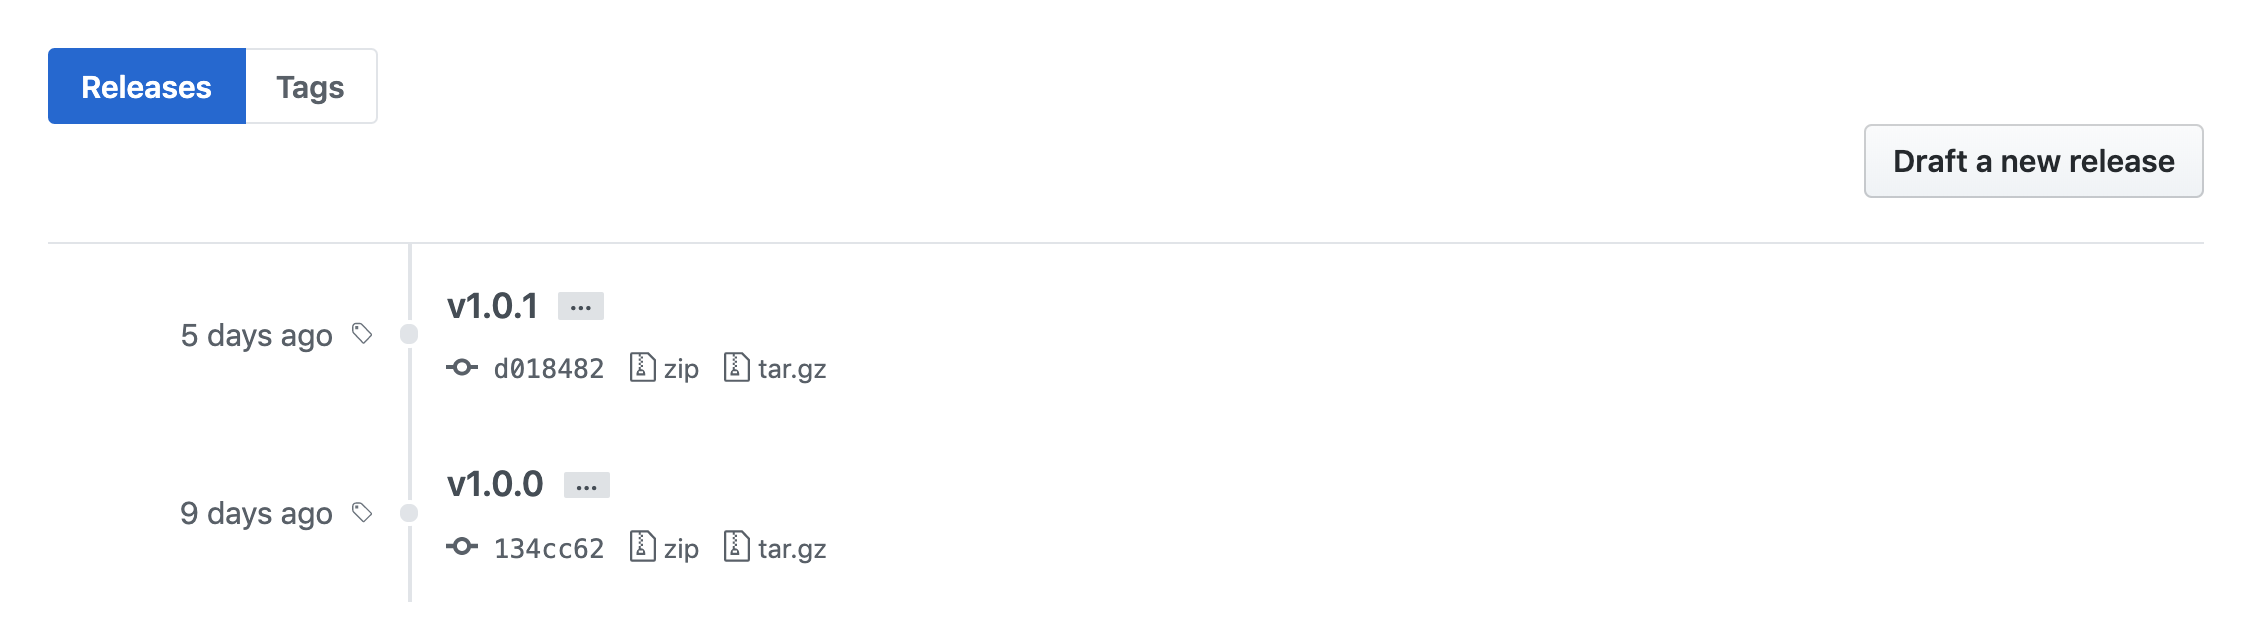 Releases Tags
Draft a new release
v1.0.1 ...
5 days ago
d018482 zip tar.gz
v1.0.0 ...
9 days ago
134cc62 zip tar.gz